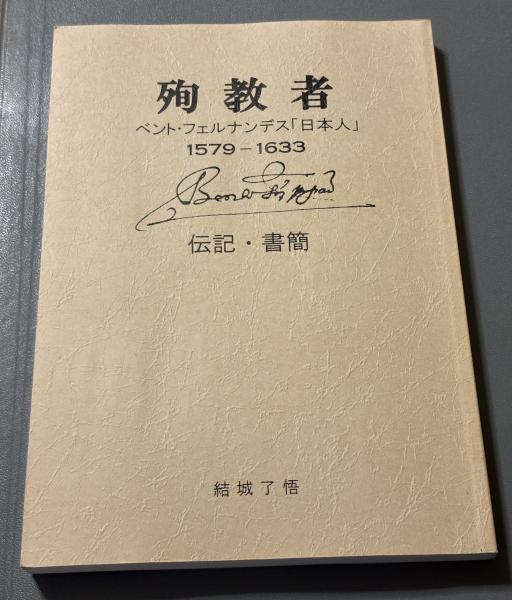 殉教者
ベント・フェルナンデス「日本人」
1579-1633
伝記・書簡
結城了悟